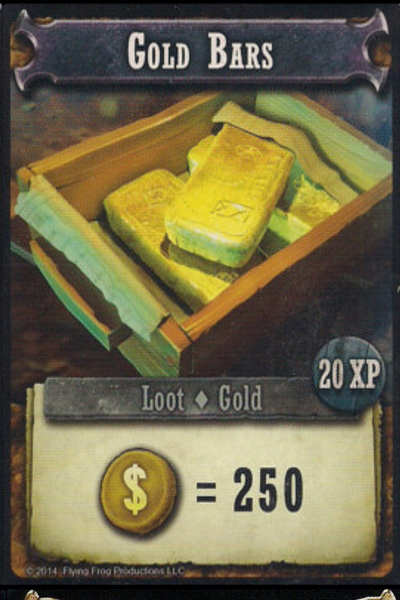 Gold Bars
20 XP
Loot ♦ Gold
$ = 250
© 2014 Flying Frog Productions LLC